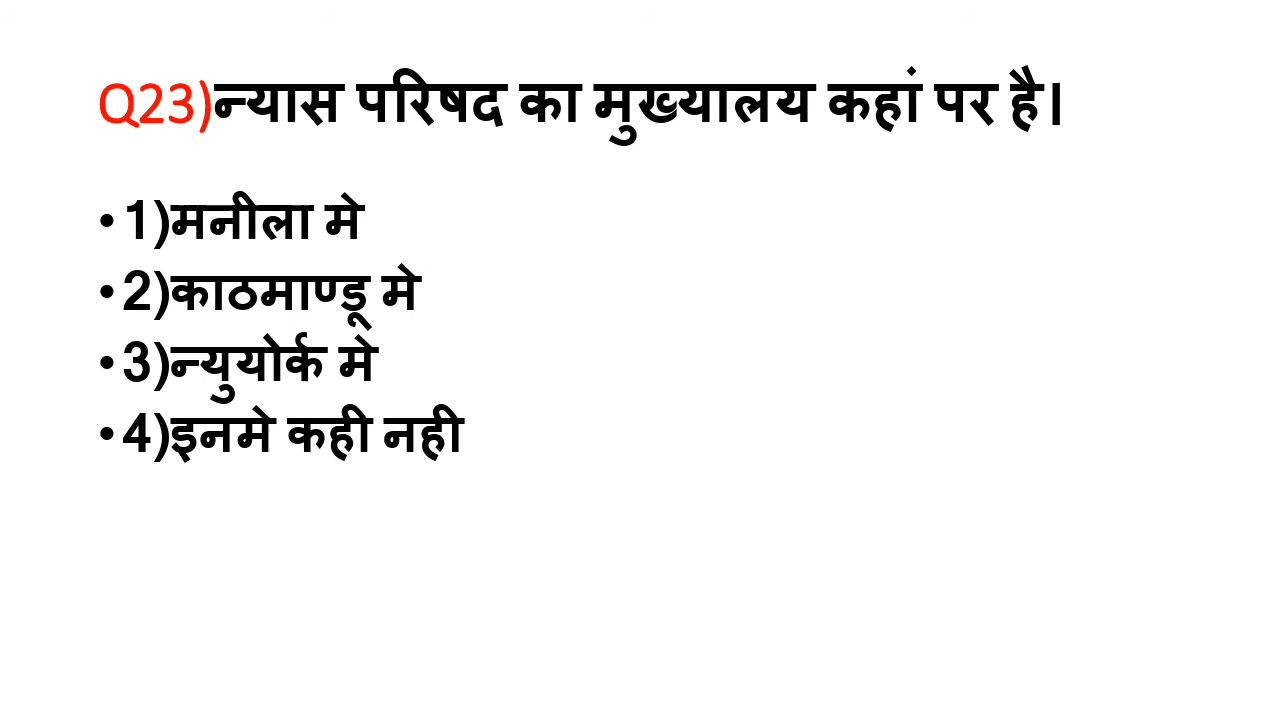 Q23)न्यास परिषद का मुख्यालय कहां पर है।
• 1)मनीला मे
• 2)काठमाण्डू मे
• 3)न्युयोर्क मे
• 4)इनमे कही नही